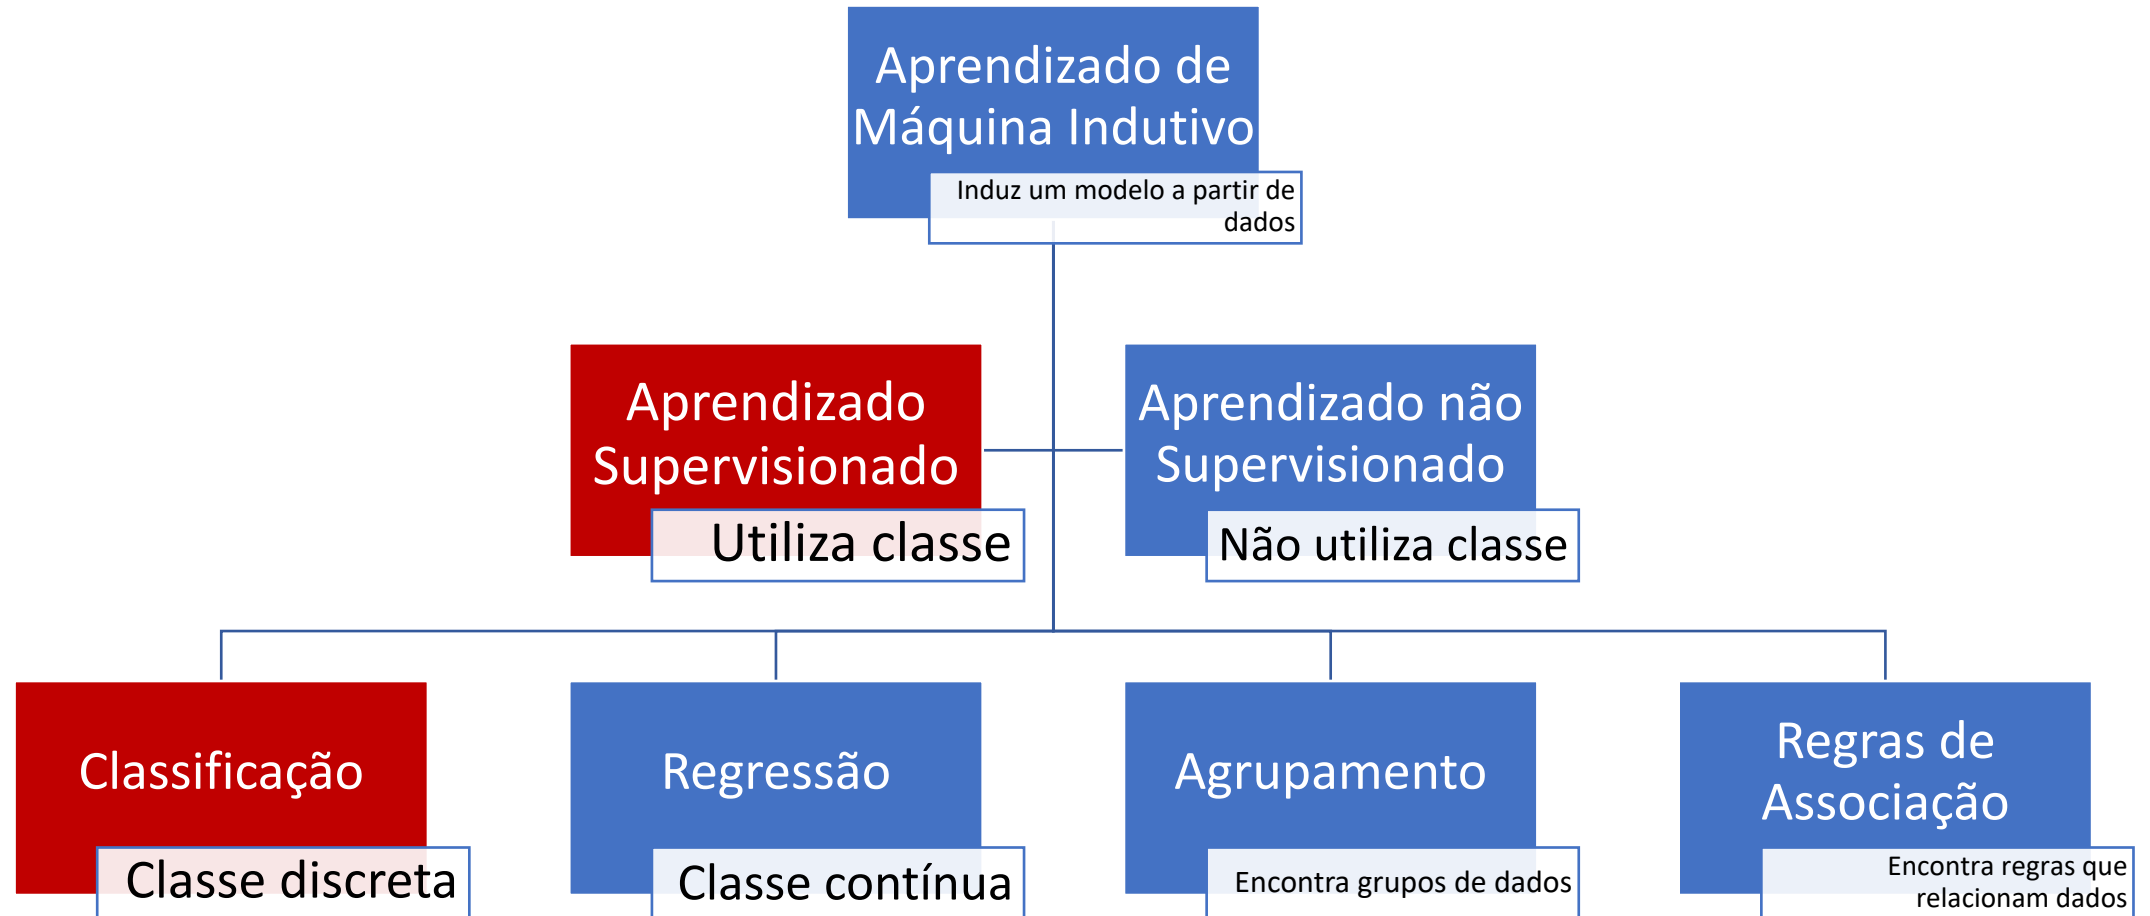 Aprendizado de
Máquina Indutivo
Induz um modelo a partir de
dados
Aprendizado
Supervisionado
Utiliza classe
Aprendizado não
Supervisionado
Não utiliza classe
Classificação
Classe discreta
Regressão
Classe contínua
Agrupamento
Encontra grupos de dados
Regras de
Associação
Encontra regras que
relacionam dados